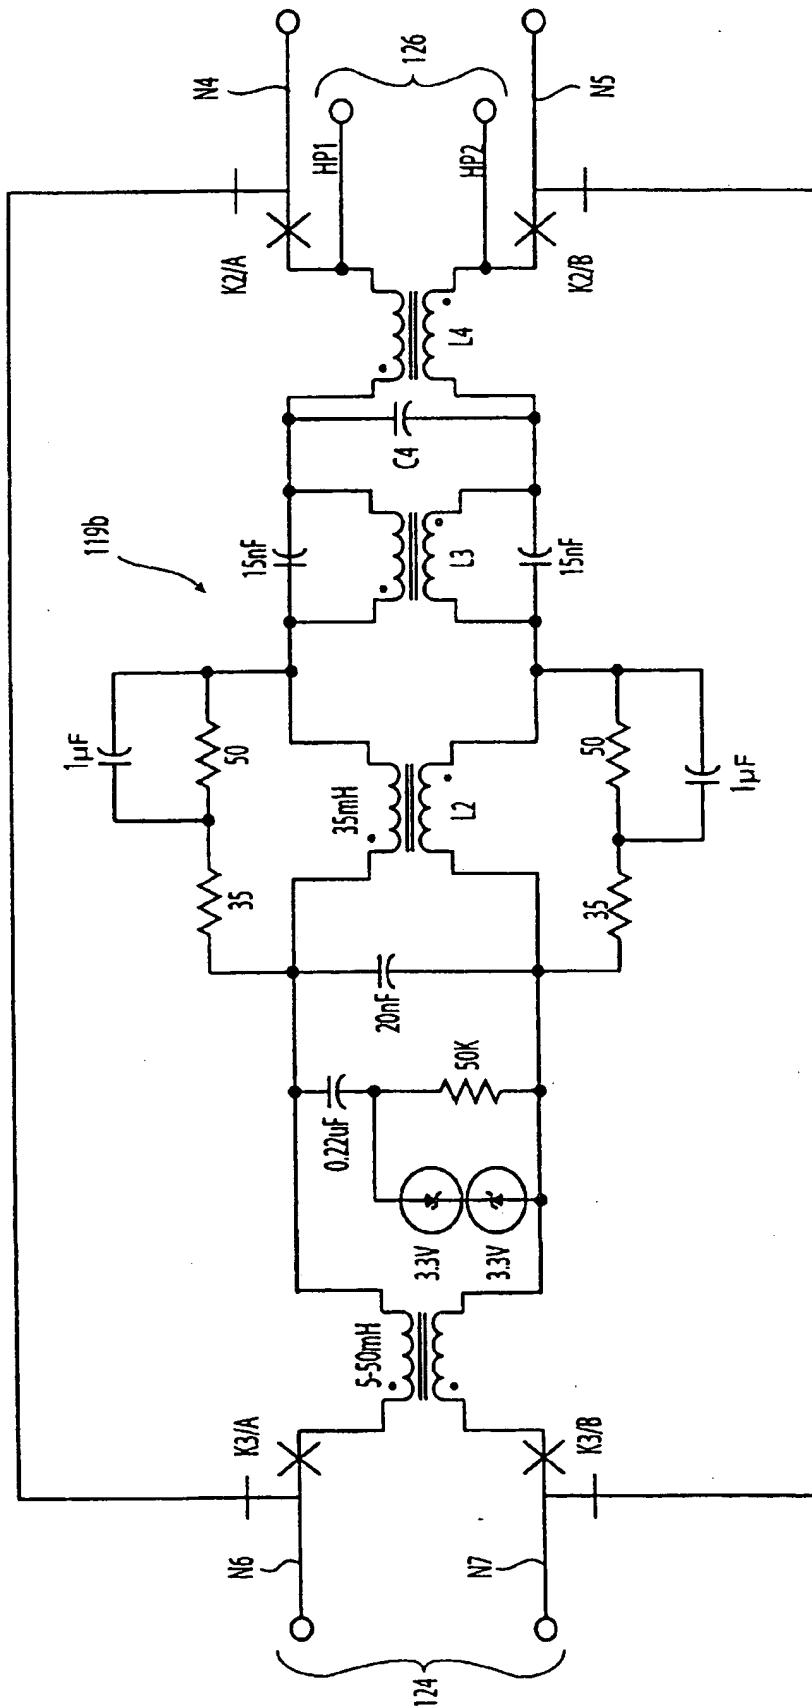 119b
124
N6
N7
K3/A
K3/B
5-50mH
3.3V
3.3V
0.22uF
50K
20nF
35
50
1µF
35mH
L2
35
50
1µF
15nF
L3
15nF
C4
L4
K2/A
K2/B
HP1
HP2
126
N4
N5